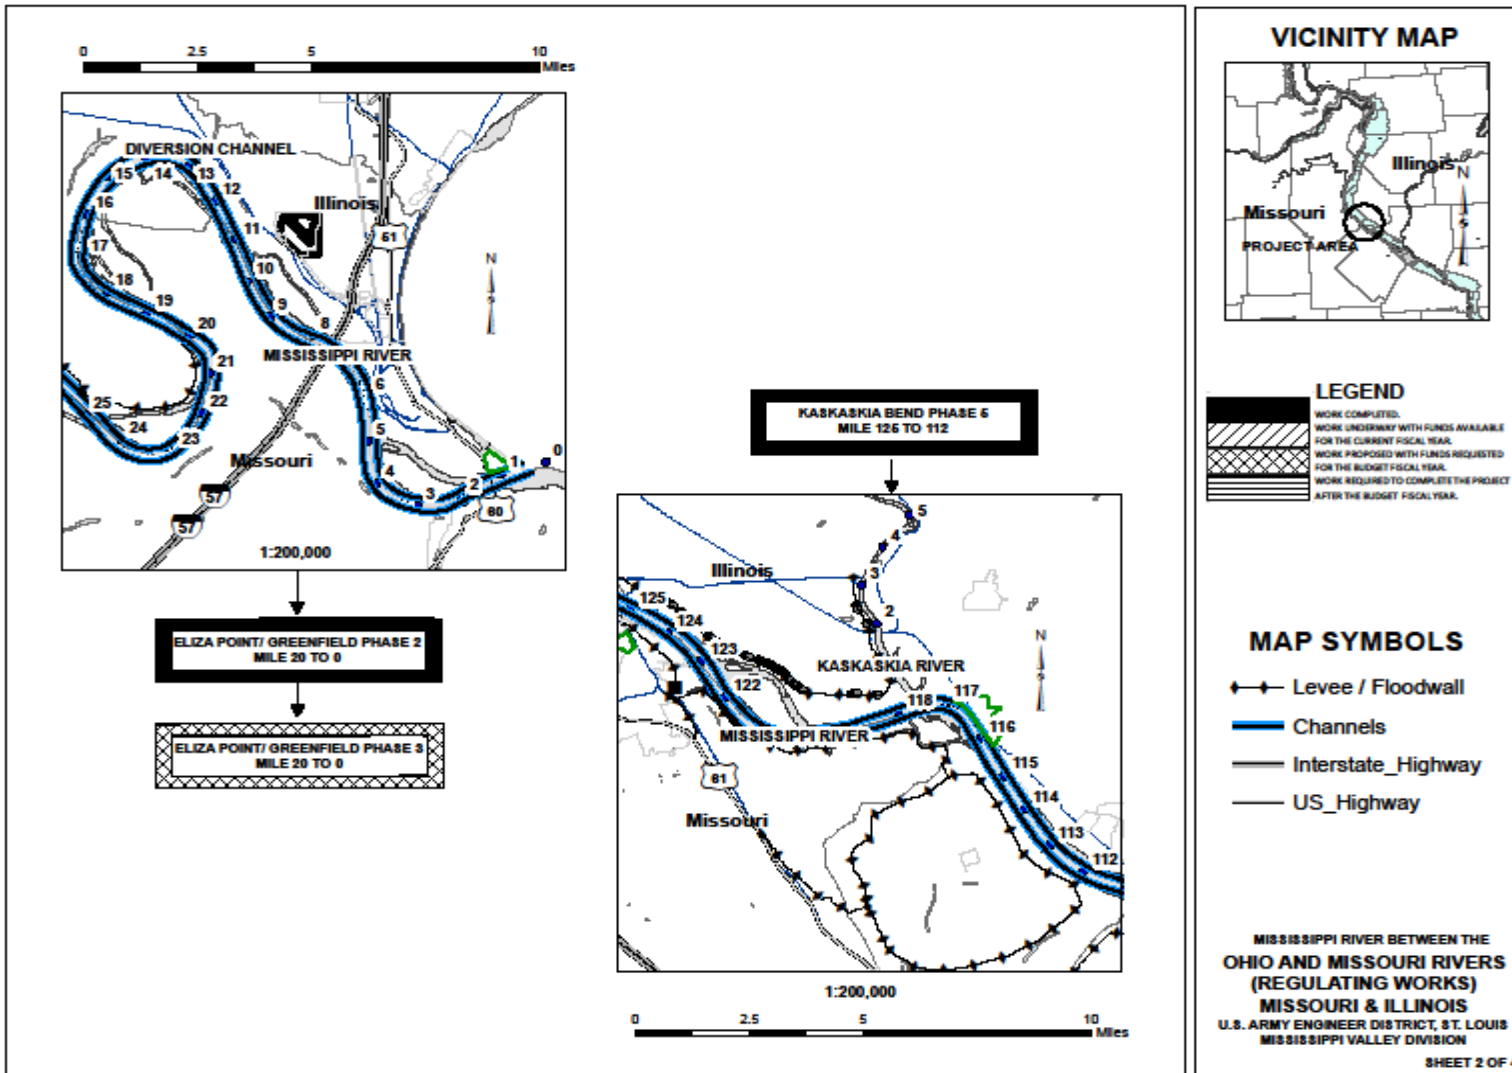 0 2.5 5 10
Miles
DIVERSION CHANNEL
15 14 13
12
16
11
Illinois
17
51
10
N
18
9
19
8
20
MISSISSIPPI RIVER
21
6
25
22
24
5
23
Missouri
1 0
4
2
3
57
60
57
1:200,000
ELIZA POINT/ GREENFIELD PHASE 2
MILE 20 TO 0
ELIZA POINT/ GREENFIELD PHASE 3
MILE 20 TO 0
KASKASKIA BEND PHASE 5
MILE 125 TO 112
5
4
Illinois
3
125
2
124
N
123
KASKASKIA RIVER
122
117
118
116
MISSISSIPPI RIVER
115
61
114
Missouri
113
112
1:200,000
0 2.5 5 10
Miles
VICINITY MAP
Illinois
N
Missouri
PROJECT AREA
LEGEND
WORK COMPLETED.
WORK UNDERWAY WITH FUNDS AVAILABLE
FOR THE CURRENT FISCAL YEAR.
WORK PROPOSED WITH FUNDS REQUESTED
FOR THE BUDGET FISCAL YEAR.
WORK REQUIRED TO COMPLETE THE PROJECT
AFTER THE BUDGET FISCAL YEAR.
MAP SYMBOLS
Levee / Floodwall
Channels
Interstate_Highway
US_Highway
MISSISSIPPI RIVER BETWEEN THE
OHIO AND MISSOURI RIVERS
(REGULATING WORKS)
MISSOURI & ILLINOIS
U.S. ARMY ENGINEER DISTRICT, ST. LOUIS
MISSISSIPPI VALLEY DIVISION
SHEET 2 OF